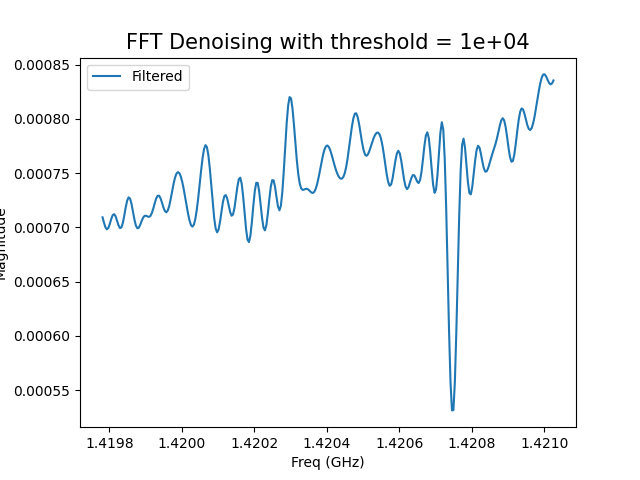 FFT Denoising with threshold = 1e+04
Filtered
0.00085
0.00080
0.00075
0.00070
0.00065
0.00060
0.00055
Magnitude
1.4198 1.4200 1.4202 1.4204 1.4206 1.4208 1.4210
Freq (GHz)